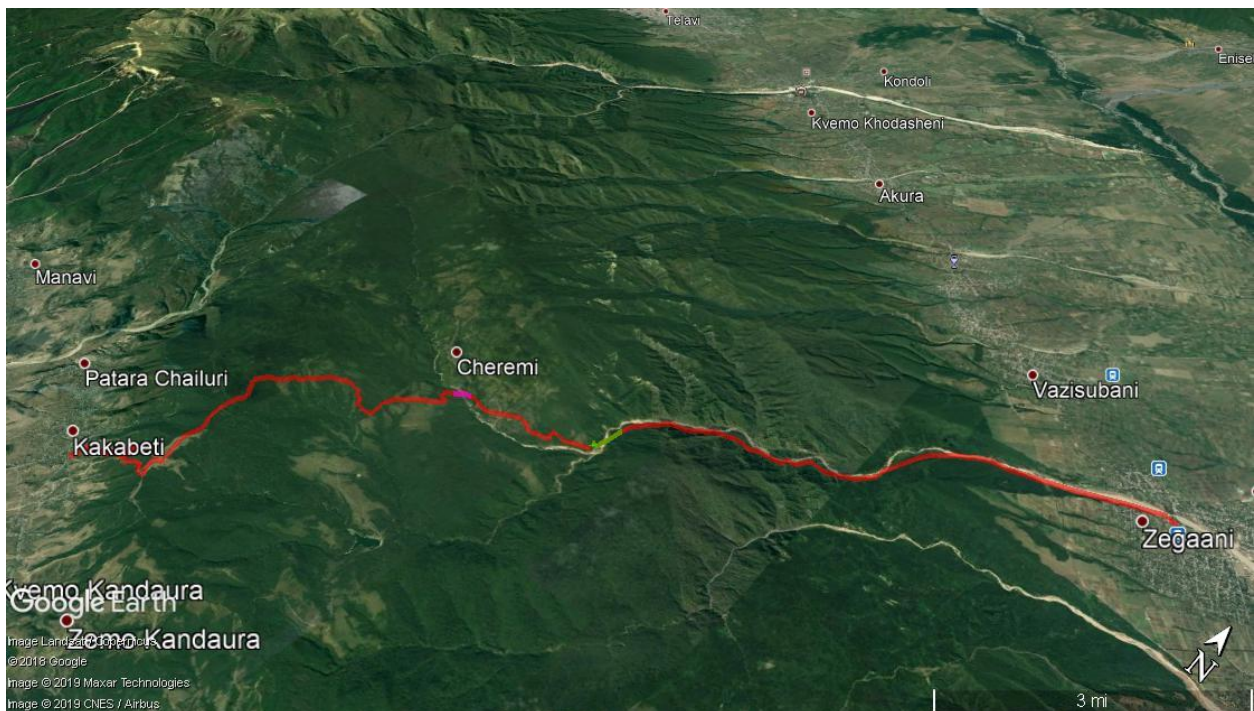 Telavi
Enisel
Kondoli
Kvemo Khodasheni
Akura
Manavi
Cheremi
Patara Chailuri
Vazisubani
Kakabeti
Zegaani
Kvemo Kandaura
Google Earth
Zemo Kandaura
Image Landsat / Copernicus
© 2018 Google
Image © 2019 Maxar Technologies
Image © 2019 CNES / Airbus
N
3 mi